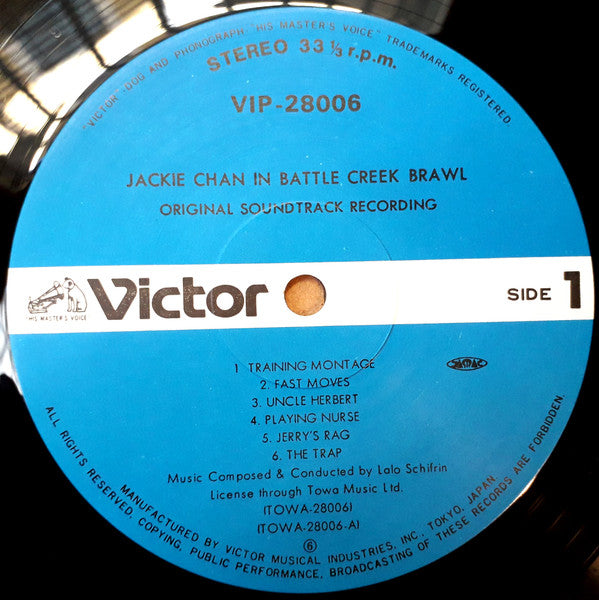 "VICTOR" DOG AND PHONOGRAPH-"HIS MASTER'S VOICE" TRADEMARKS REGISTERED.
STEREO 33 ⅓ r.p.m.
VIP-28006
JACKIE CHAN IN BATTLE CREEK BRAWL
ORIGINAL SOUNDTRACK RECORDING
"HIS MASTER'S VOICE"
Victor
SIDE 1
1 TRAINING MONTAGE
2. FAST MOVES
3. UNCLE HERBERT
4. PLAYING NURSE
5. JERRY'S RAG
6. THE TRAP
Music Composed & Conducted by Lalo Schifrin
License through Towa Music Ltd.
(TOWA-28006)
(TOWA-28006-A)
⑥
MANUFACTURED BY VICTOR MUSICAL INDUSTRIES, INC. TOKYO, JAPAN
ALL RIGHTS RESERVED, COPYING, PUBLIC PERFORMANCE, BROADCASTING OF THESE RECORDS ARE FORBIDDEN.